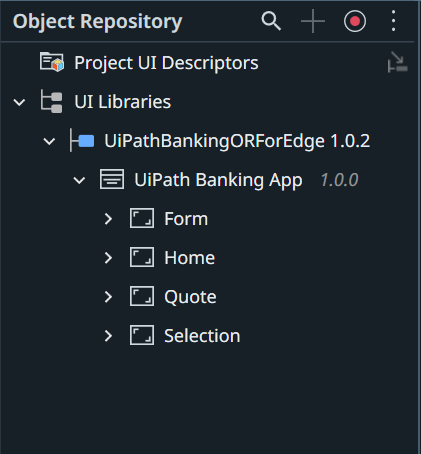 Object Repository
Project UI Descriptors
UI Libraries
UiPathBankingORForEdge 1.0.2
UiPath Banking App 1.0.0
Form
Home
Quote
Selection